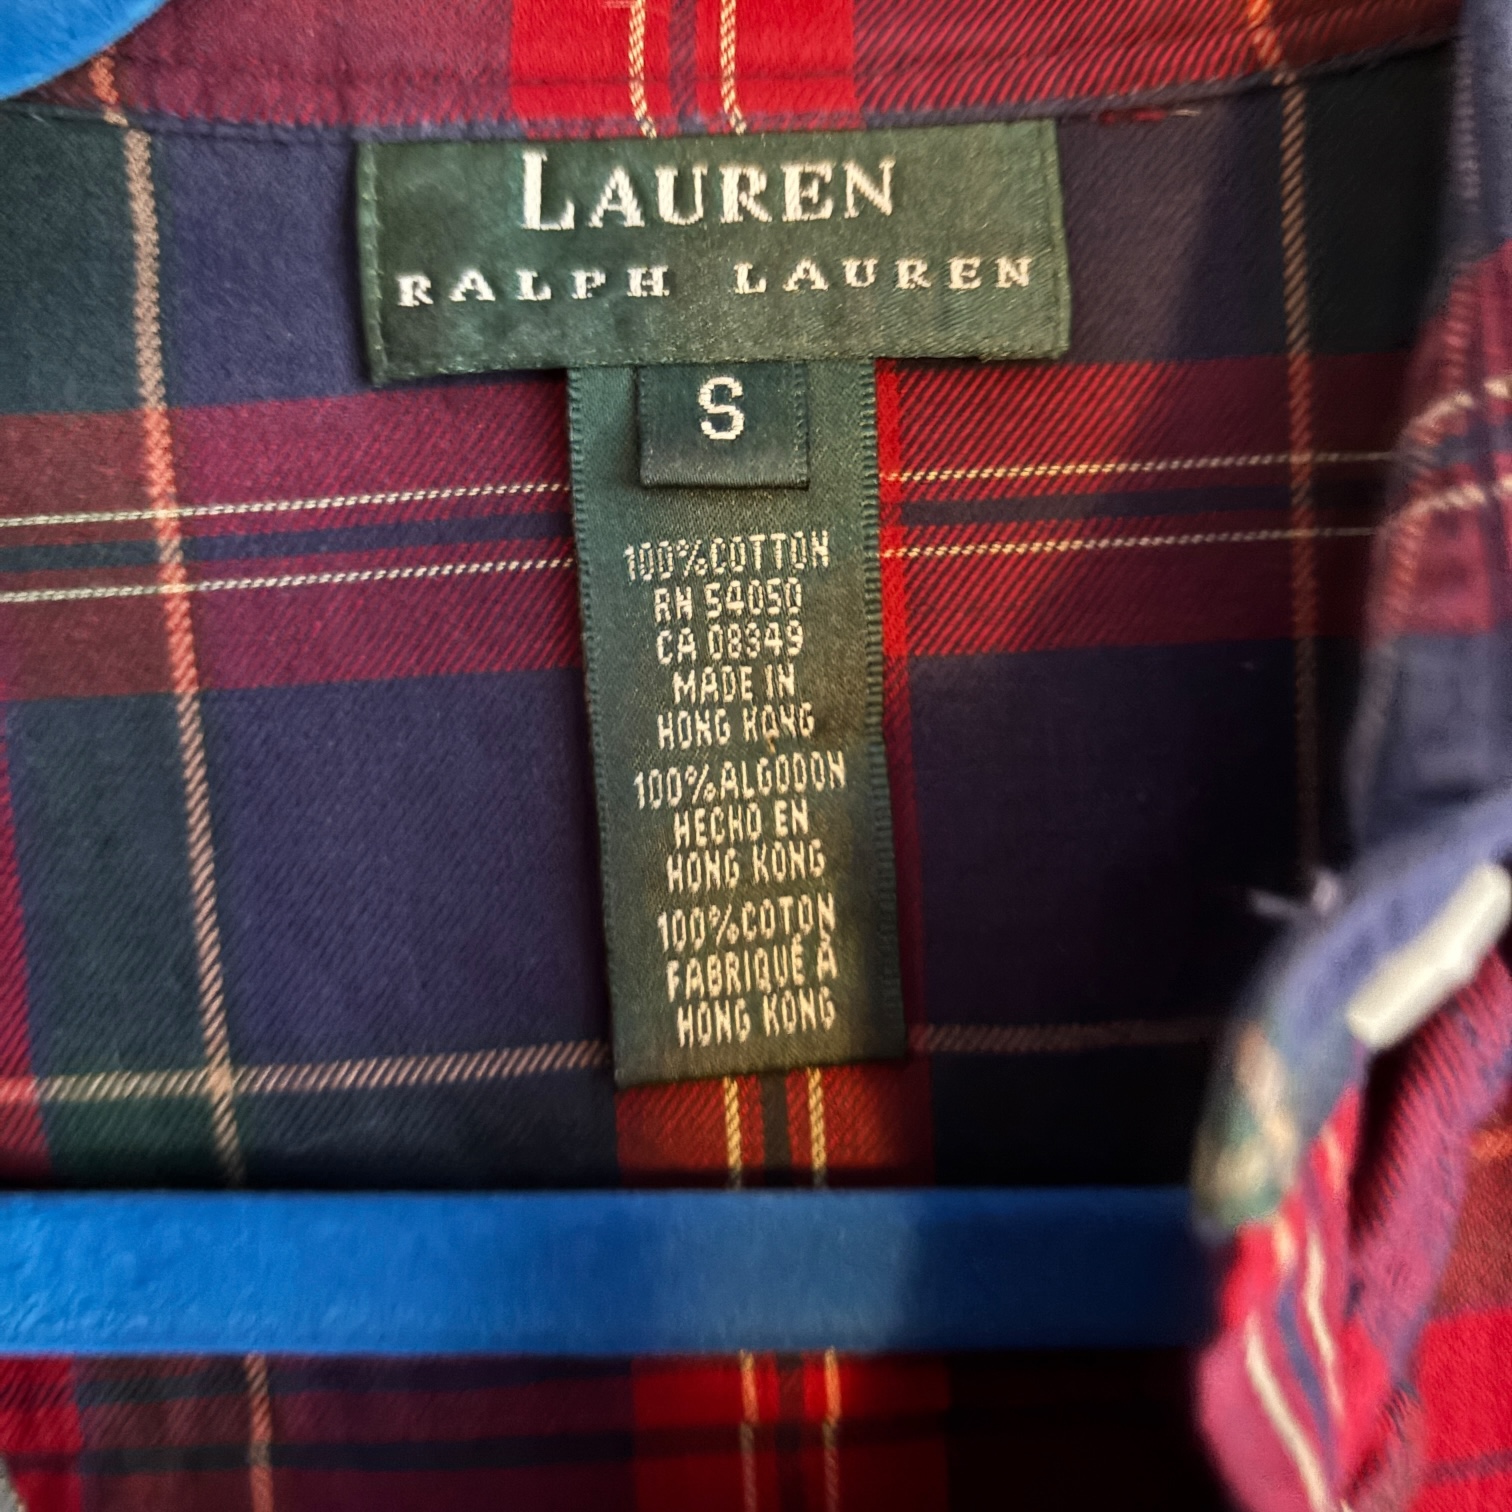 LAUREN
RALPH LAUREN
S
100%COTTON
RN 54050
CA 08949
MADE IN
HONG KONG
100%ALGODON
HECHO EN
HONG KONG
100%COTON
FABRIQUÉ À
HONG KONG